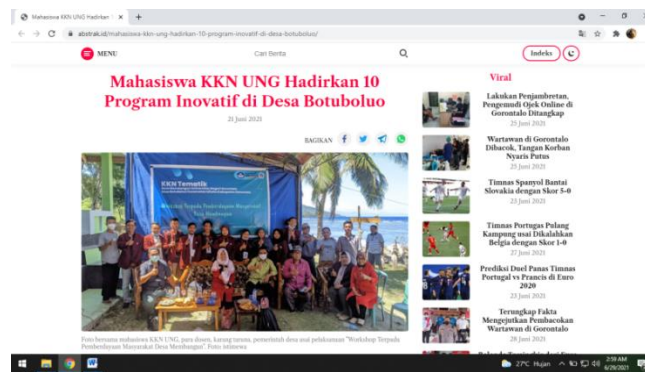 Mahasiswa KKN UNG Hadirkan 1
abstrak.id/mahasiswa-kkn-ung-hadirkan-10-program-inovatif-di-desa-botuboluo/
MENU
Cari Berita
Indeks
Mahasiswa KKN UNG Hadirkan 10
Program Inovatif di Desa Botuboluo
21 Juni 2021
BAGIKAN
KKN Tematik
Foto bersama mahasiswa KKN UNG, para dosen, karang taruna, pemerintah desa usai pelaksanaan "Workshop Terpadu
Pemberdayaan Masyarakat Desa Membangun". Foto: istimewa
Viral
Lakukan Penjambretan,
Pengemudi Ojek Online di
Gorontalo Ditangkap
25 Juni 2021
Wartawan di Gorontalo
Dibacok, Tangan Korban
Nyaris Putus
25 Juni 2021
Timnas Spanyol Bantai
Slovakia dengan Skor 5-0
23 Juni 2021
Timnas Portugas Pulang
Kampung usai Dikalahkan
Belgia dengan Skor 1-0
27 Juni 2021
Prediksi Duel Panas Timnas
Portugal vs Prancis di Euro
2020
23 Juni 2021
Terungkap Fakta
Mengejutkan Pembacokan
Wartawan di Gorontalo
28 Juni 2021
27°C Hujan
2:59 AM
6/29/2021